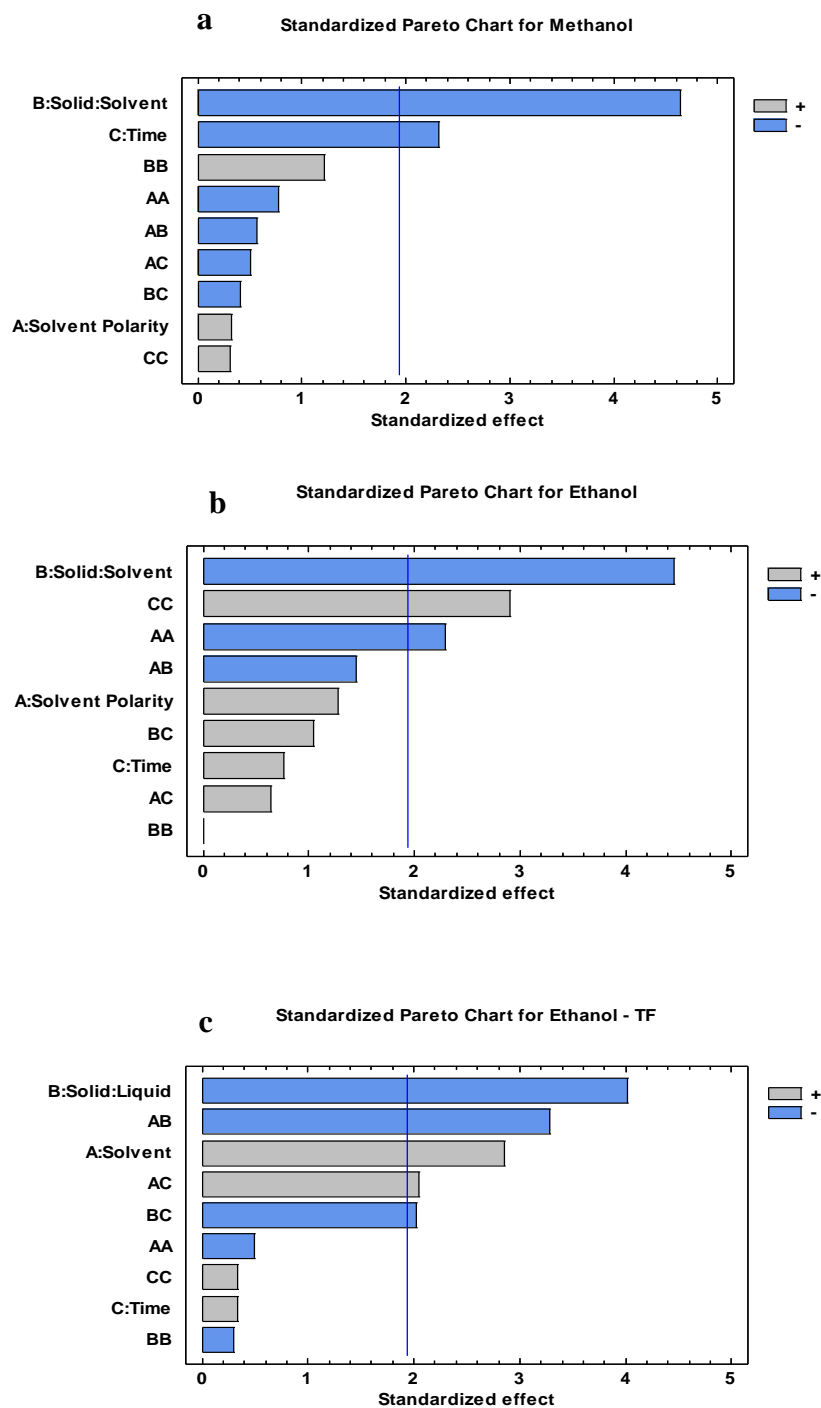 a
Standardized Pareto Chart for Methanol
B:Solid:Solvent
C:Time
BB
AA
AB
AC
BC
A:Solvent Polarity
CC
+
-
0 1 2 3 4 5
Standardized effect
b
Standardized Pareto Chart for Ethanol
B:Solid:Solvent
CC
AA
AB
A:Solvent Polarity
BC
C:Time
AC
BB
+
-
0 1 2 3 4 5
Standardized effect
c
Standardized Pareto Chart for Ethanol - TF
B:Solid:Liquid
AB
A:Solvent
AC
BC
AA
CC
C:Time
BB
+
-
0 1 2 3 4 5
Standardized effect